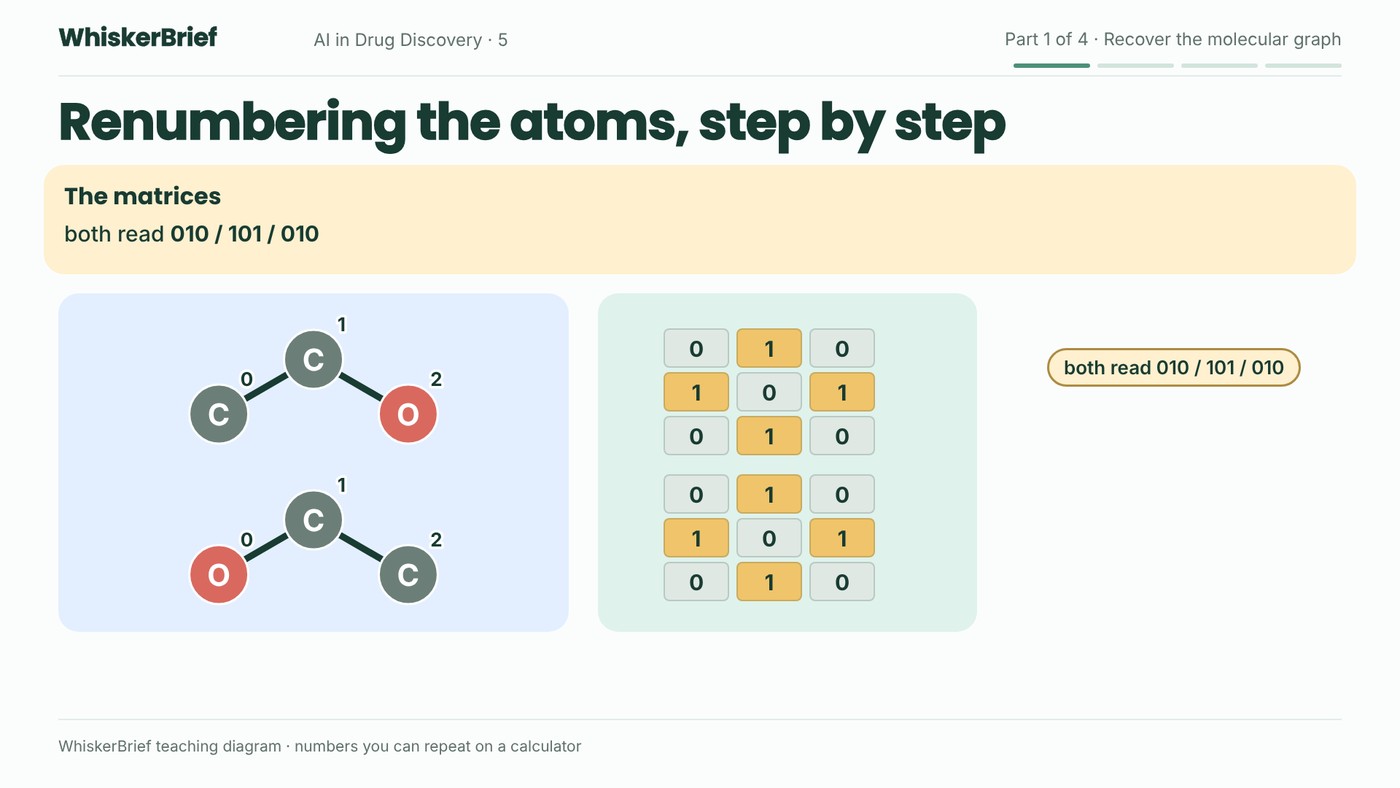 WhiskerBrief
AI in Drug Discovery · 5
Part 1 of 4 · Recover the molecular graph
Renumbering the atoms, step by step
The matrices
both read 010 / 101 / 010
1
C
0
2
C
O
1
C
0
2
O
C
0 1 0
1 0 1
0 1 0
0 1 0
1 0 1
0 1 0
both read 010 / 101 / 010
WhiskerBrief teaching diagram · numbers you can repeat on a calculator